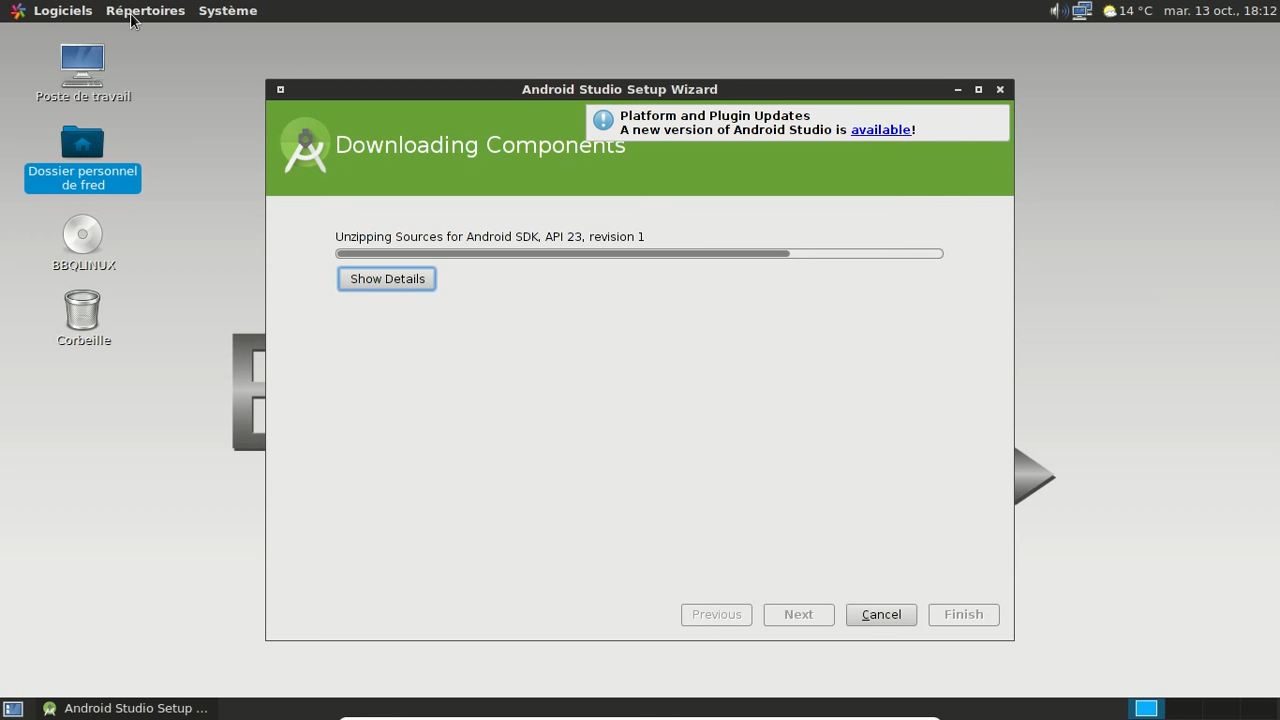 Logiciels Répertoires Système 14 °C mar. 13 oct., 18:12
Poste de travail
Dossier personnel
de fred
BBQLINUX
Corbeille
Android Studio Setup Wizard
Platform and Plugin Updates
A new version of Android Studio is available!
Downloading Components
Unzipping Sources for Android SDK, API 23, revision 1
Show Details
Previous Next Cancel Finish
Android Studio Setup ...